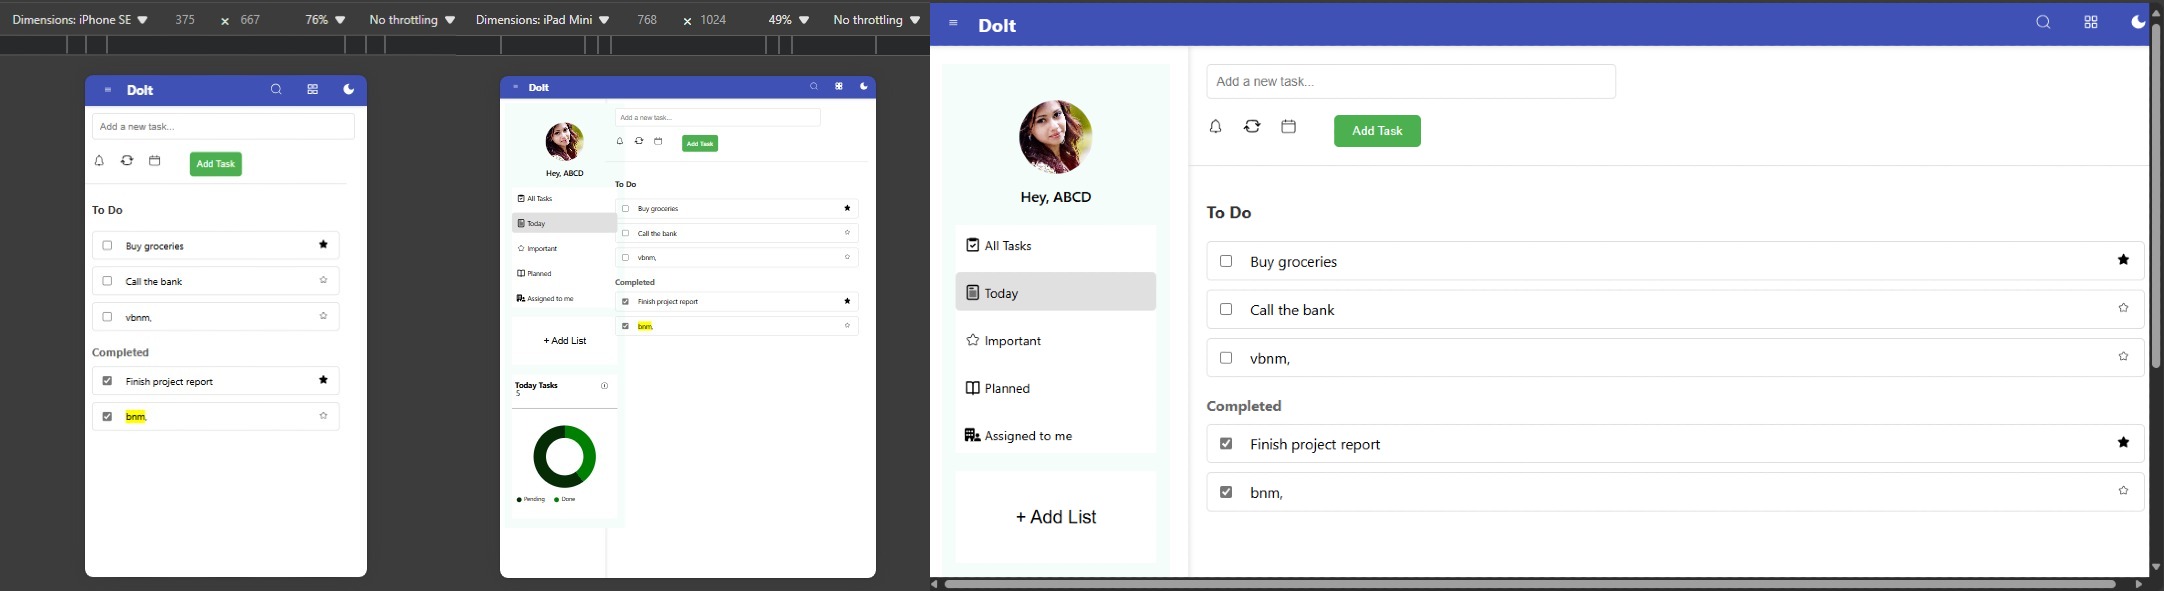 Dimensions: iPhone SE ▼ 375 × 667 76% ▼ No throttling ▼
DoIt
Add a new task...
Add Task
To Do
Buy groceries
Call the bank
vbnm,
Completed
Finish project report
bnm,
Dimensions: iPad Mini ▼ 768 × 1024 49% ▼ No throttling ▼
DoIt
Hey, ABCD
All Tasks
Today
Important
Planned
Assigned to me
+ Add List
Today Tasks
5
Pending Done
Add a new task...
Add Task
To Do
Buy groceries
Call the bank
vbnm,
Completed
Finish project report
bnm,
DoIt
Hey, ABCD
All Tasks
Today
Important
Planned
Assigned to me
+ Add List
Add a new task...
Add Task
To Do
Buy groceries
Call the bank
vbnm,
Completed
Finish project report
bnm,